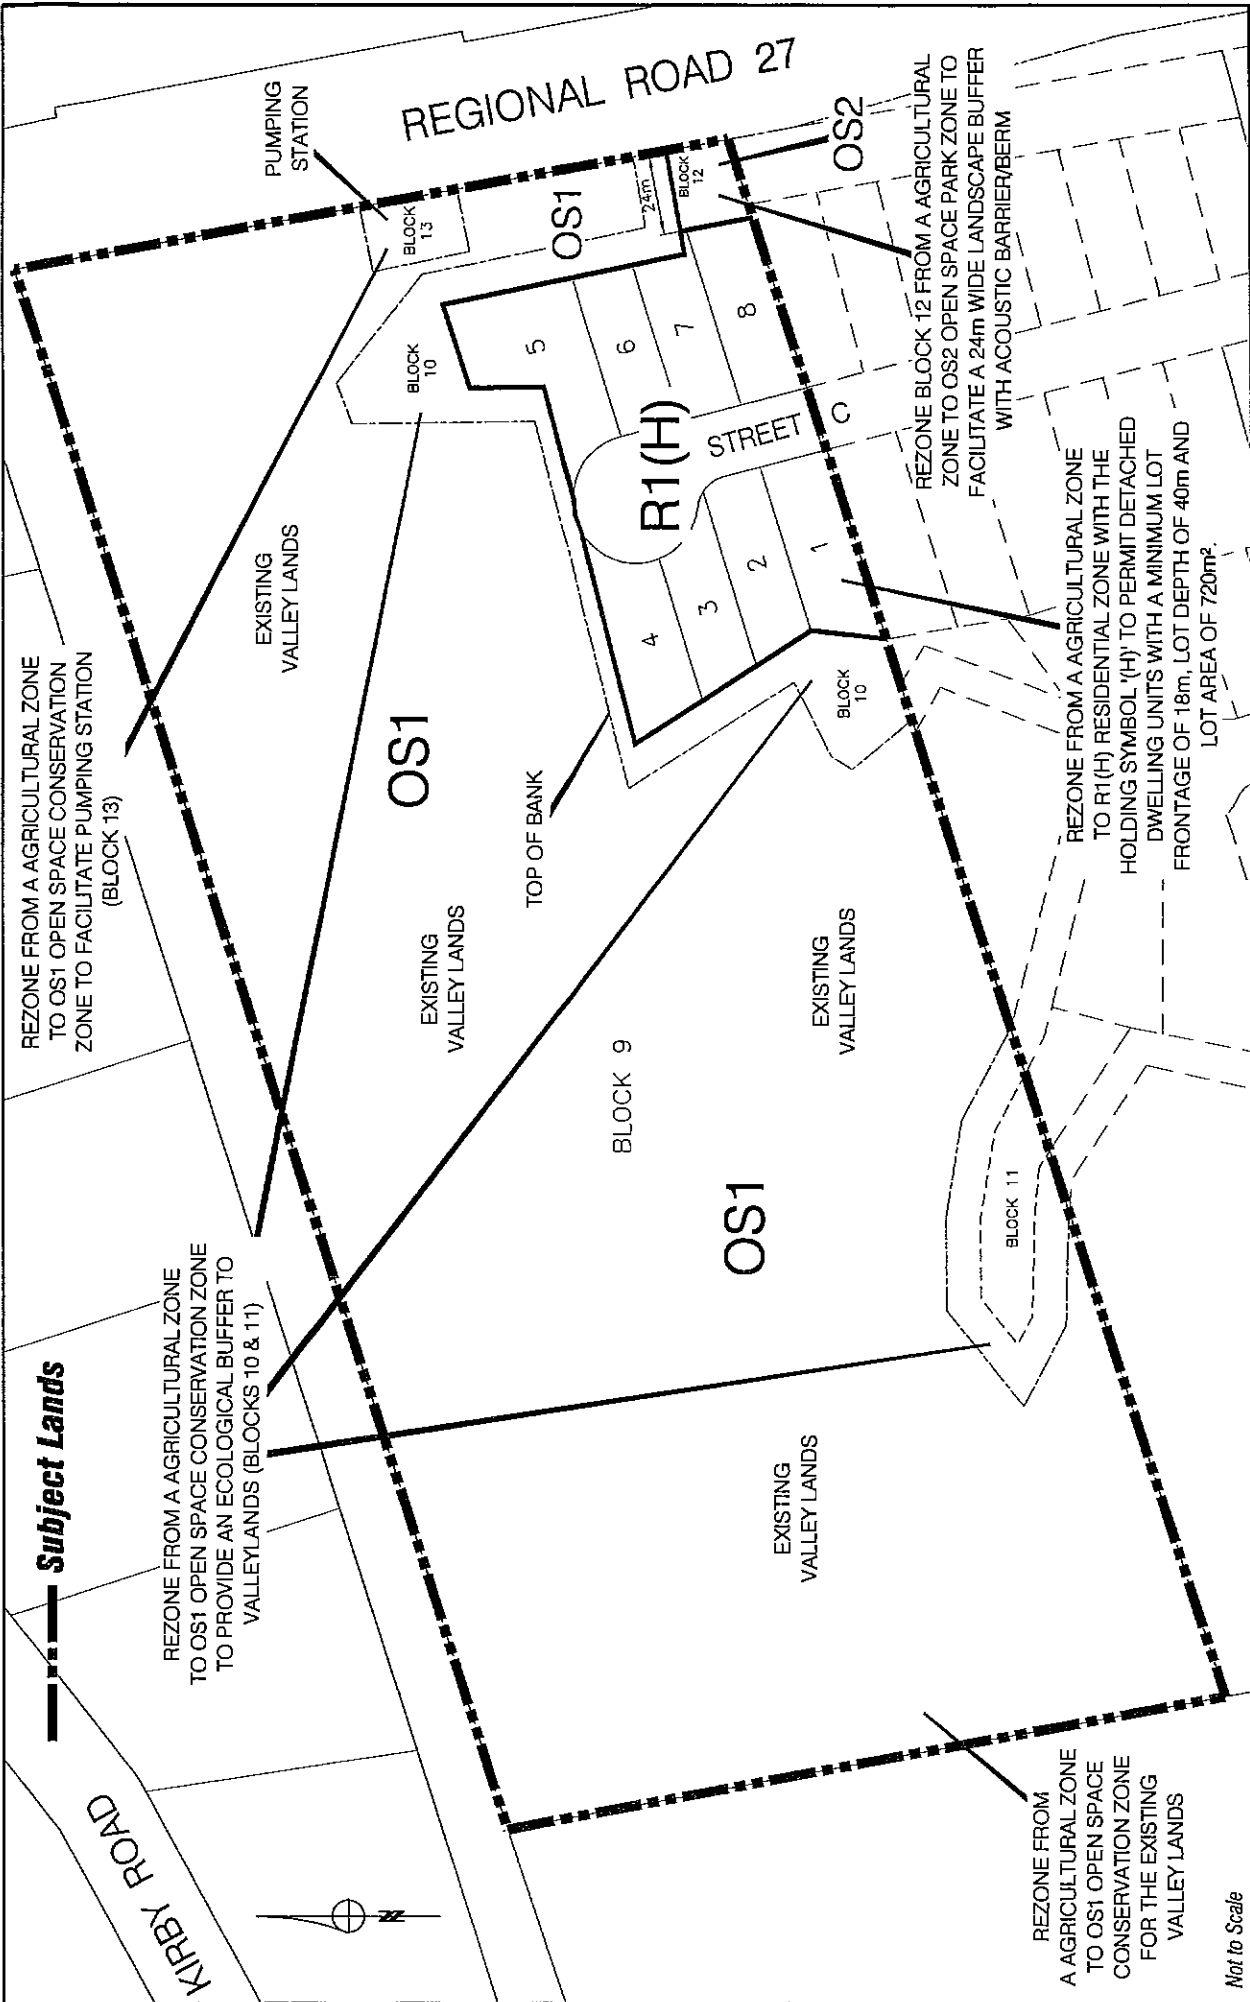 Subject Lands
KIRBY ROAD
N
REZONE FROM A AGRICULTURAL ZONE
TO OS1 OPEN SPACE CONSERVATION ZONE
TO PROVIDE AN ECOLOGICAL BUFFER TO
VALLEYLANDS (BLOCKS 10 & 11)
REZONE FROM A AGRICULTURAL ZONE
TO OS1 OPEN SPACE CONSERVATION
ZONE TO FACILITATE PUMPING STATION
(BLOCK 13)
PUMPING
STATION
REGIONAL ROAD 27
BLOCK
13
EXISTING
VALLEY LANDS
BLOCK
10
OS1
OS1
24m
BLOCK
12
OS2
5
6
7
8
R1(H)
STREET C
4
3
2
1
EXISTING
VALLEY LANDS
TOP OF BANK
BLOCK
10
BLOCK 9
EXISTING
VALLEY LANDS
OS1
BLOCK 11
EXISTING
VALLEY LANDS
REZONE BLOCK 12 FROM A AGRICULTURAL
ZONE TO OS2 OPEN SPACE PARK ZONE TO
FACILITATE A 24m WIDE LANDSCAPE BUFFER
WITH ACOUSTIC BARRIER/BERM
REZONE FROM A AGRICULTURAL ZONE
TO R1(H) RESIDENTIAL ZONE WITH THE
HOLDING SYMBOL '(H)' TO PERMIT DETACHED
DWELLING UNITS WITH A MINIMUM LOT
FRONTAGE OF 18m, LOT DEPTH OF 40m AND
LOT AREA OF 720m².
REZONE FROM
A AGRICULTURAL ZONE
TO OS1 OPEN SPACE
CONSERVATION ZONE
FOR THE EXISTING
VALLEY LANDS
Not to Scale